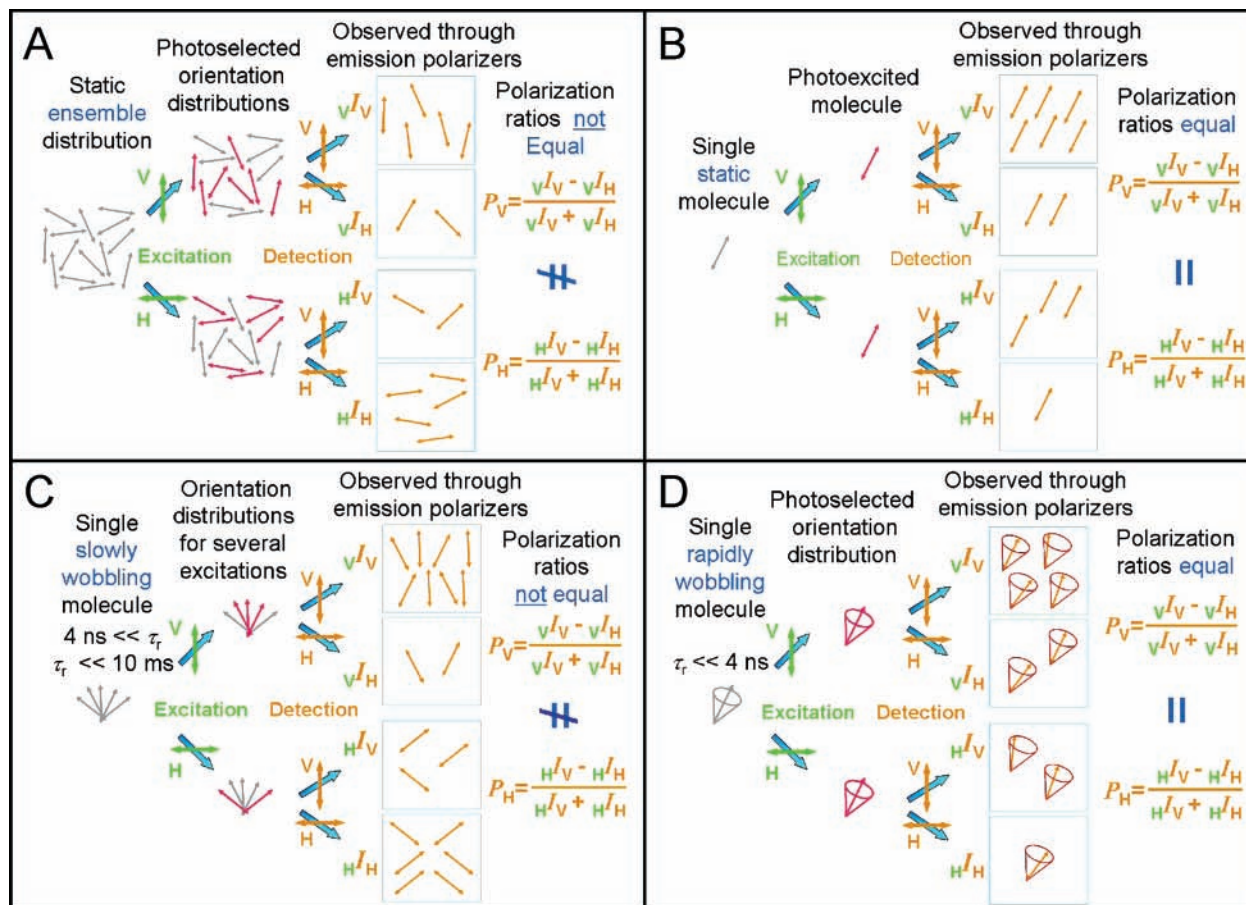 A
Static
ensemble
distribution
Photoselected
orientation
distributions
Observed through
emission polarizers
Polarization
ratios not
Equal
V
H
Excitation
V
H
Detection
V
H
VIV
VIH
HIV
HIH
PV = VIV - VIH
VIV + VIH
PH = HIV - HIH
HIV + HIH
B
Single
static
molecule
Photoexcited
molecule
Observed through
emission polarizers
Polarization
ratios equal
V
H
Excitation
V
H
Detection
V
H
VIV
VIH
HIV
HIH
PV = VIV - VIH
VIV + VIH
=
PH = HIV - HIH
HIV + HIH
C
Single
slowly
wobbling
molecule
4 ns << τr
τr << 10 ms
Orientation
distributions
for several
excitations
Observed through
emission polarizers
Polarization
ratios
not equal
V
H
Excitation
V
H
Detection
V
H
VIV
VIH
HIV
HIH
PV = VIV - VIH
VIV + VIH
≠
PH = HIV - HIH
HIV + HIH
D
Single
rapidly
wobbling
molecule
τr << 4 ns
Photoselected
orientation
distribution
Observed through
emission polarizers
Polarization
ratios equal
V
H
Excitation
V
H
Detection
V
H
VIV
VIH
HIV
HIH
PV = VIV - VIH
VIV + VIH
=
PH = HIV - HIH
HIV + HIH